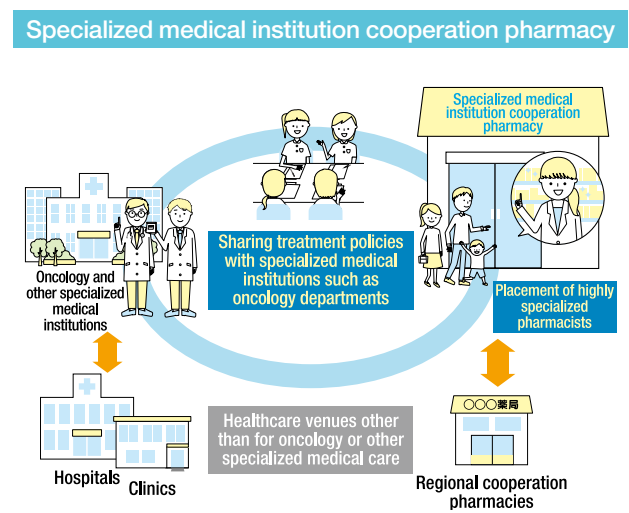 Specialized medical institution cooperation pharmacy
Specialized medical
institution cooperation
pharmacy
Sharing treatment policies
with specialized medical
institutions such as
oncology departments
Oncology and
other specialized
medical
institutions
Placement of highly
specialized
pharmacists
Healthcare venues other
than for oncology or other
specialized medical care
Hospitals
Clinics
〇〇〇薬局
Regional cooperation
pharmacies